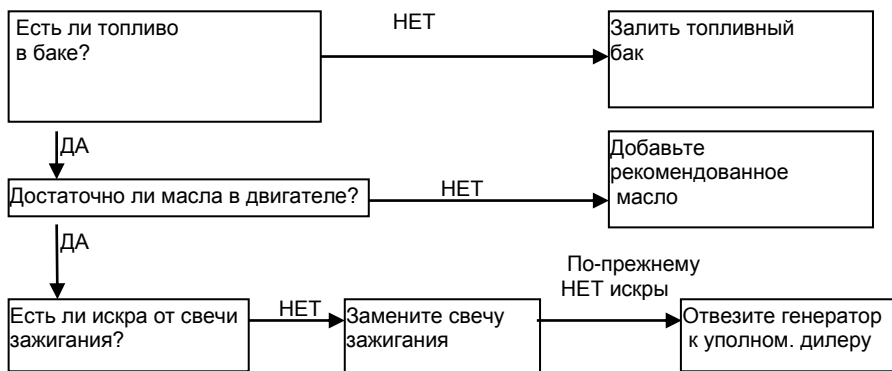 Есть ли топливо
в баке?
НЕТ
Залить топливный
бак
ДА
Достаточно ли масла в двигателе?
НЕТ
Добавьте
рекомендованное
масло
ДА
Есть ли искра от свечи
зажигания?
НЕТ
Замените свечу
зажигания
По-прежнему
НЕТ искры
Отвезите генератор
к уполном. дилеру